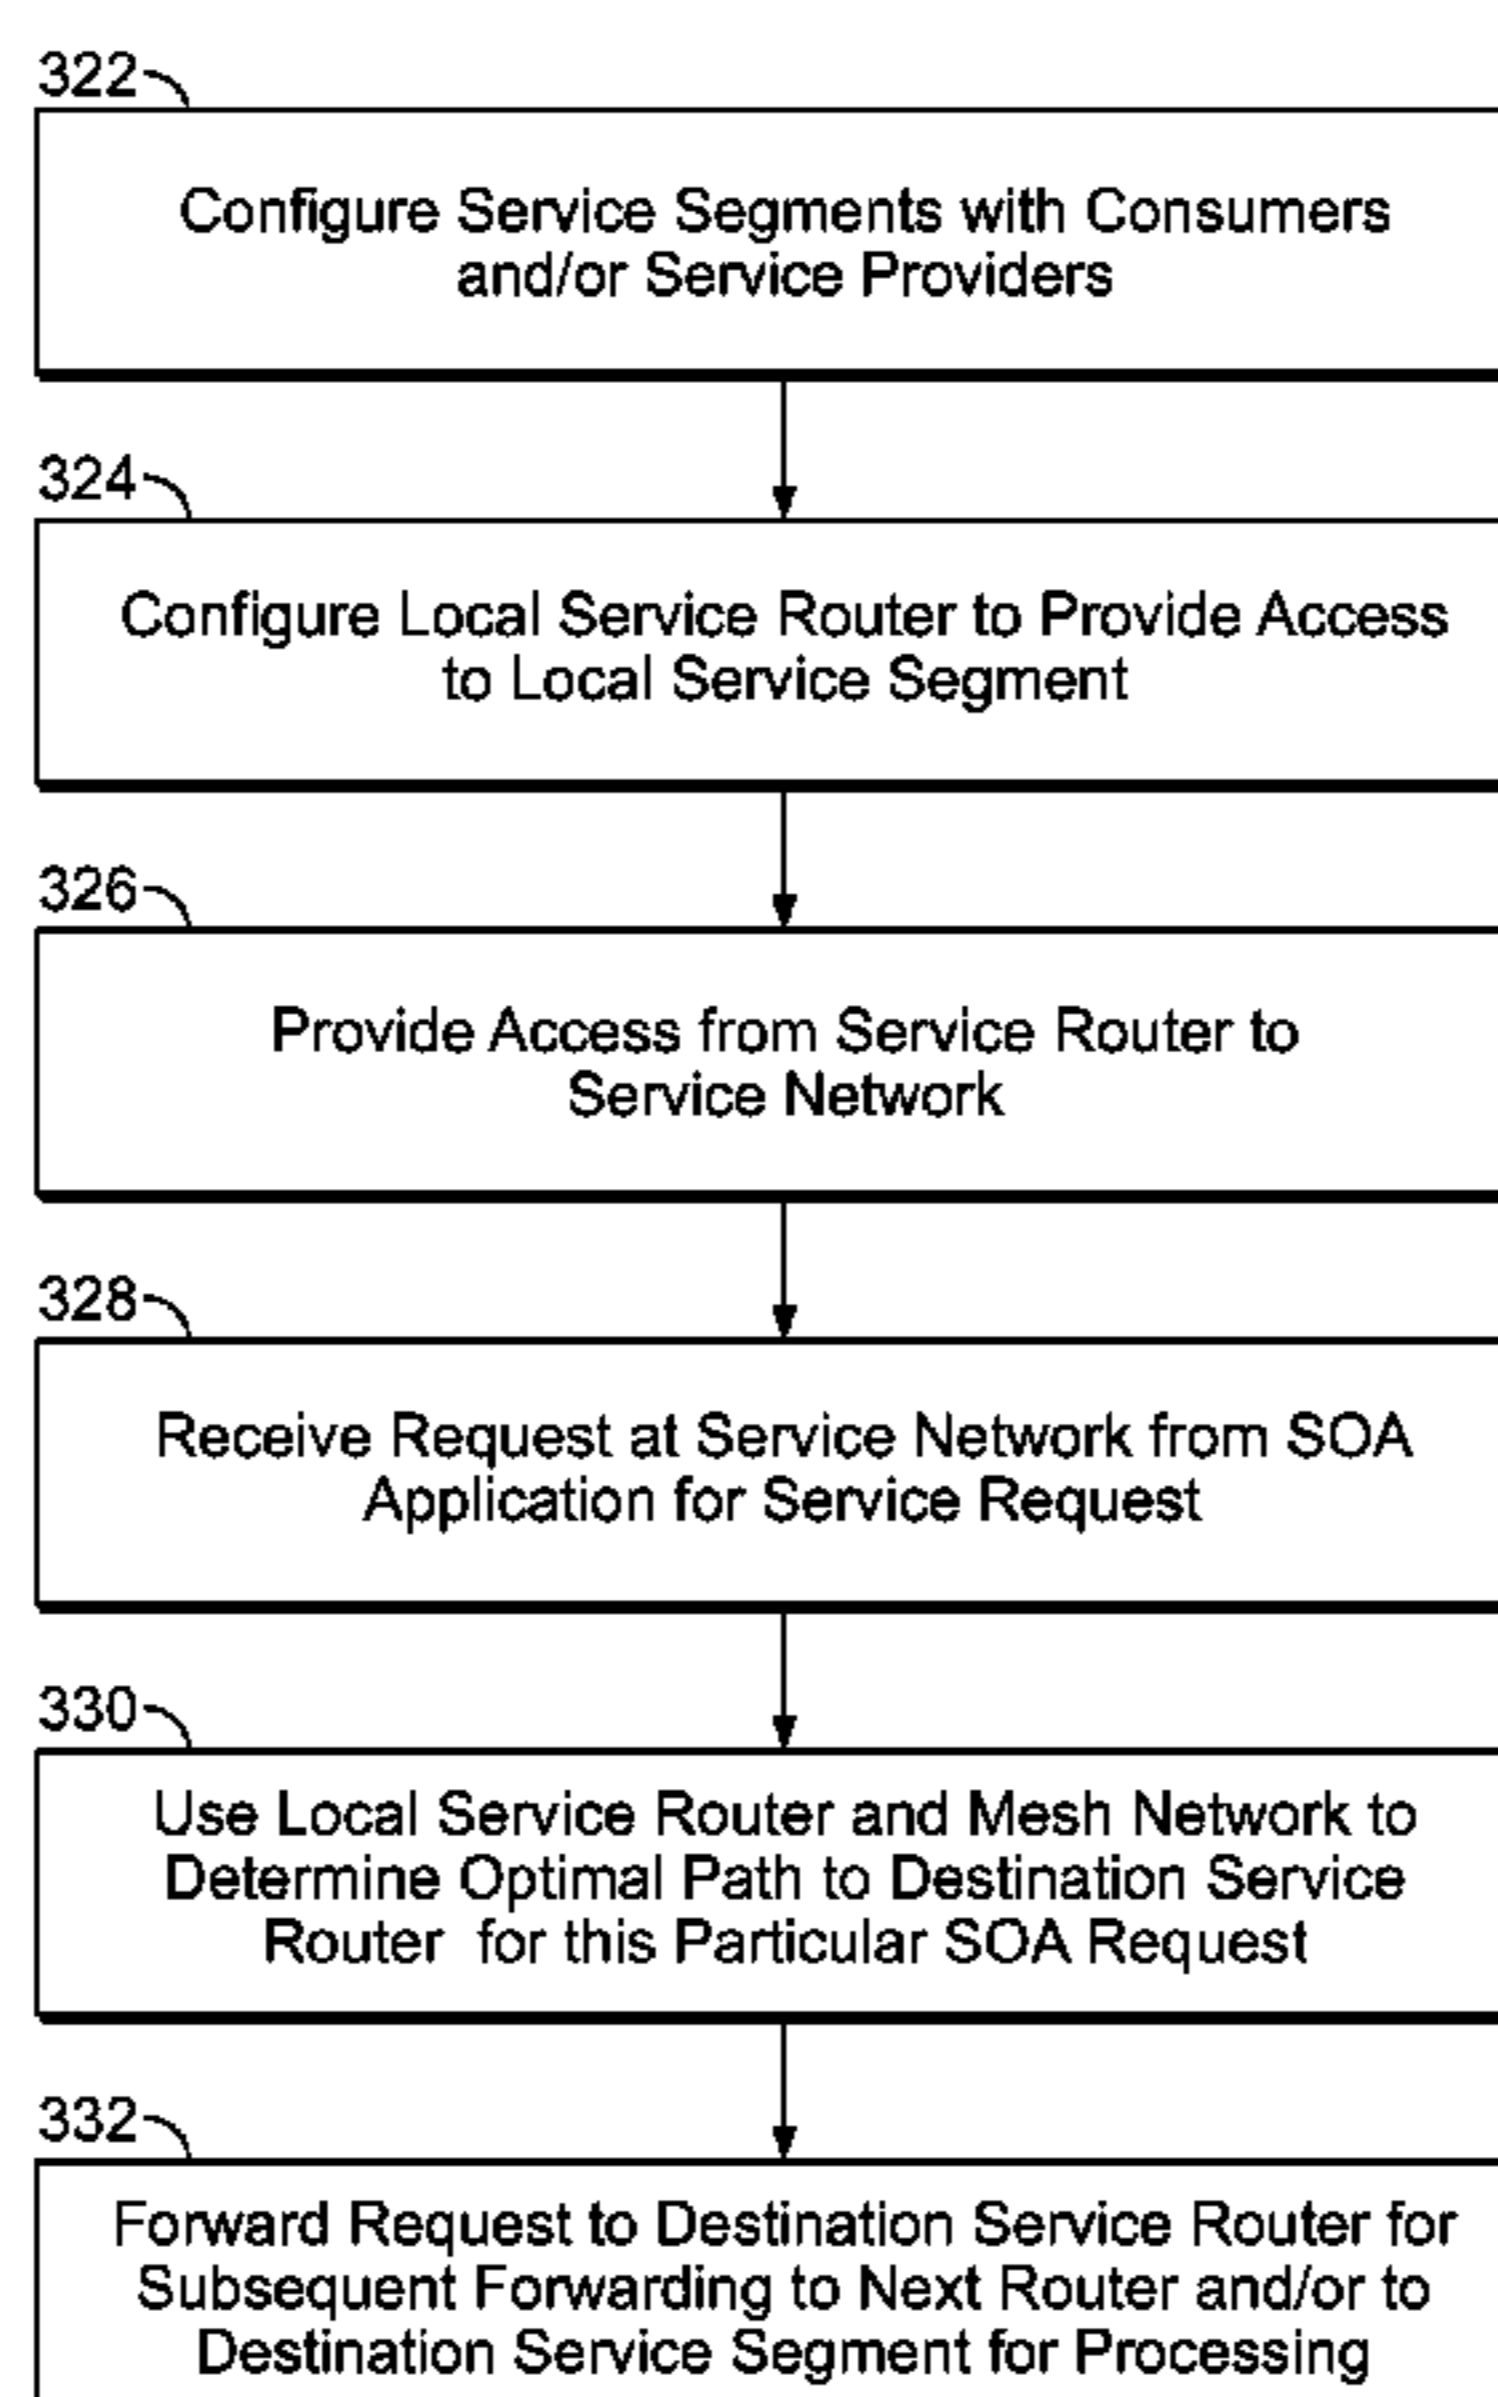 322
Configure Service Segments with Consumers
and/or Service Providers
324
Configure Local Service Router to Provide Access
to Local Service Segment
326
Provide Access from Service Router to
Service Network
328
Receive Request at Service Network from SOA
Application for Service Request
330
Use Local Service Router and Mesh Network to
Determine Optimal Path to Destination Service
Router for this Particular SOA Request
332
Forward Request to Destination Service Router for
Subsequent Forwarding to Next Router and/or to
Destination Service Segment for Processing